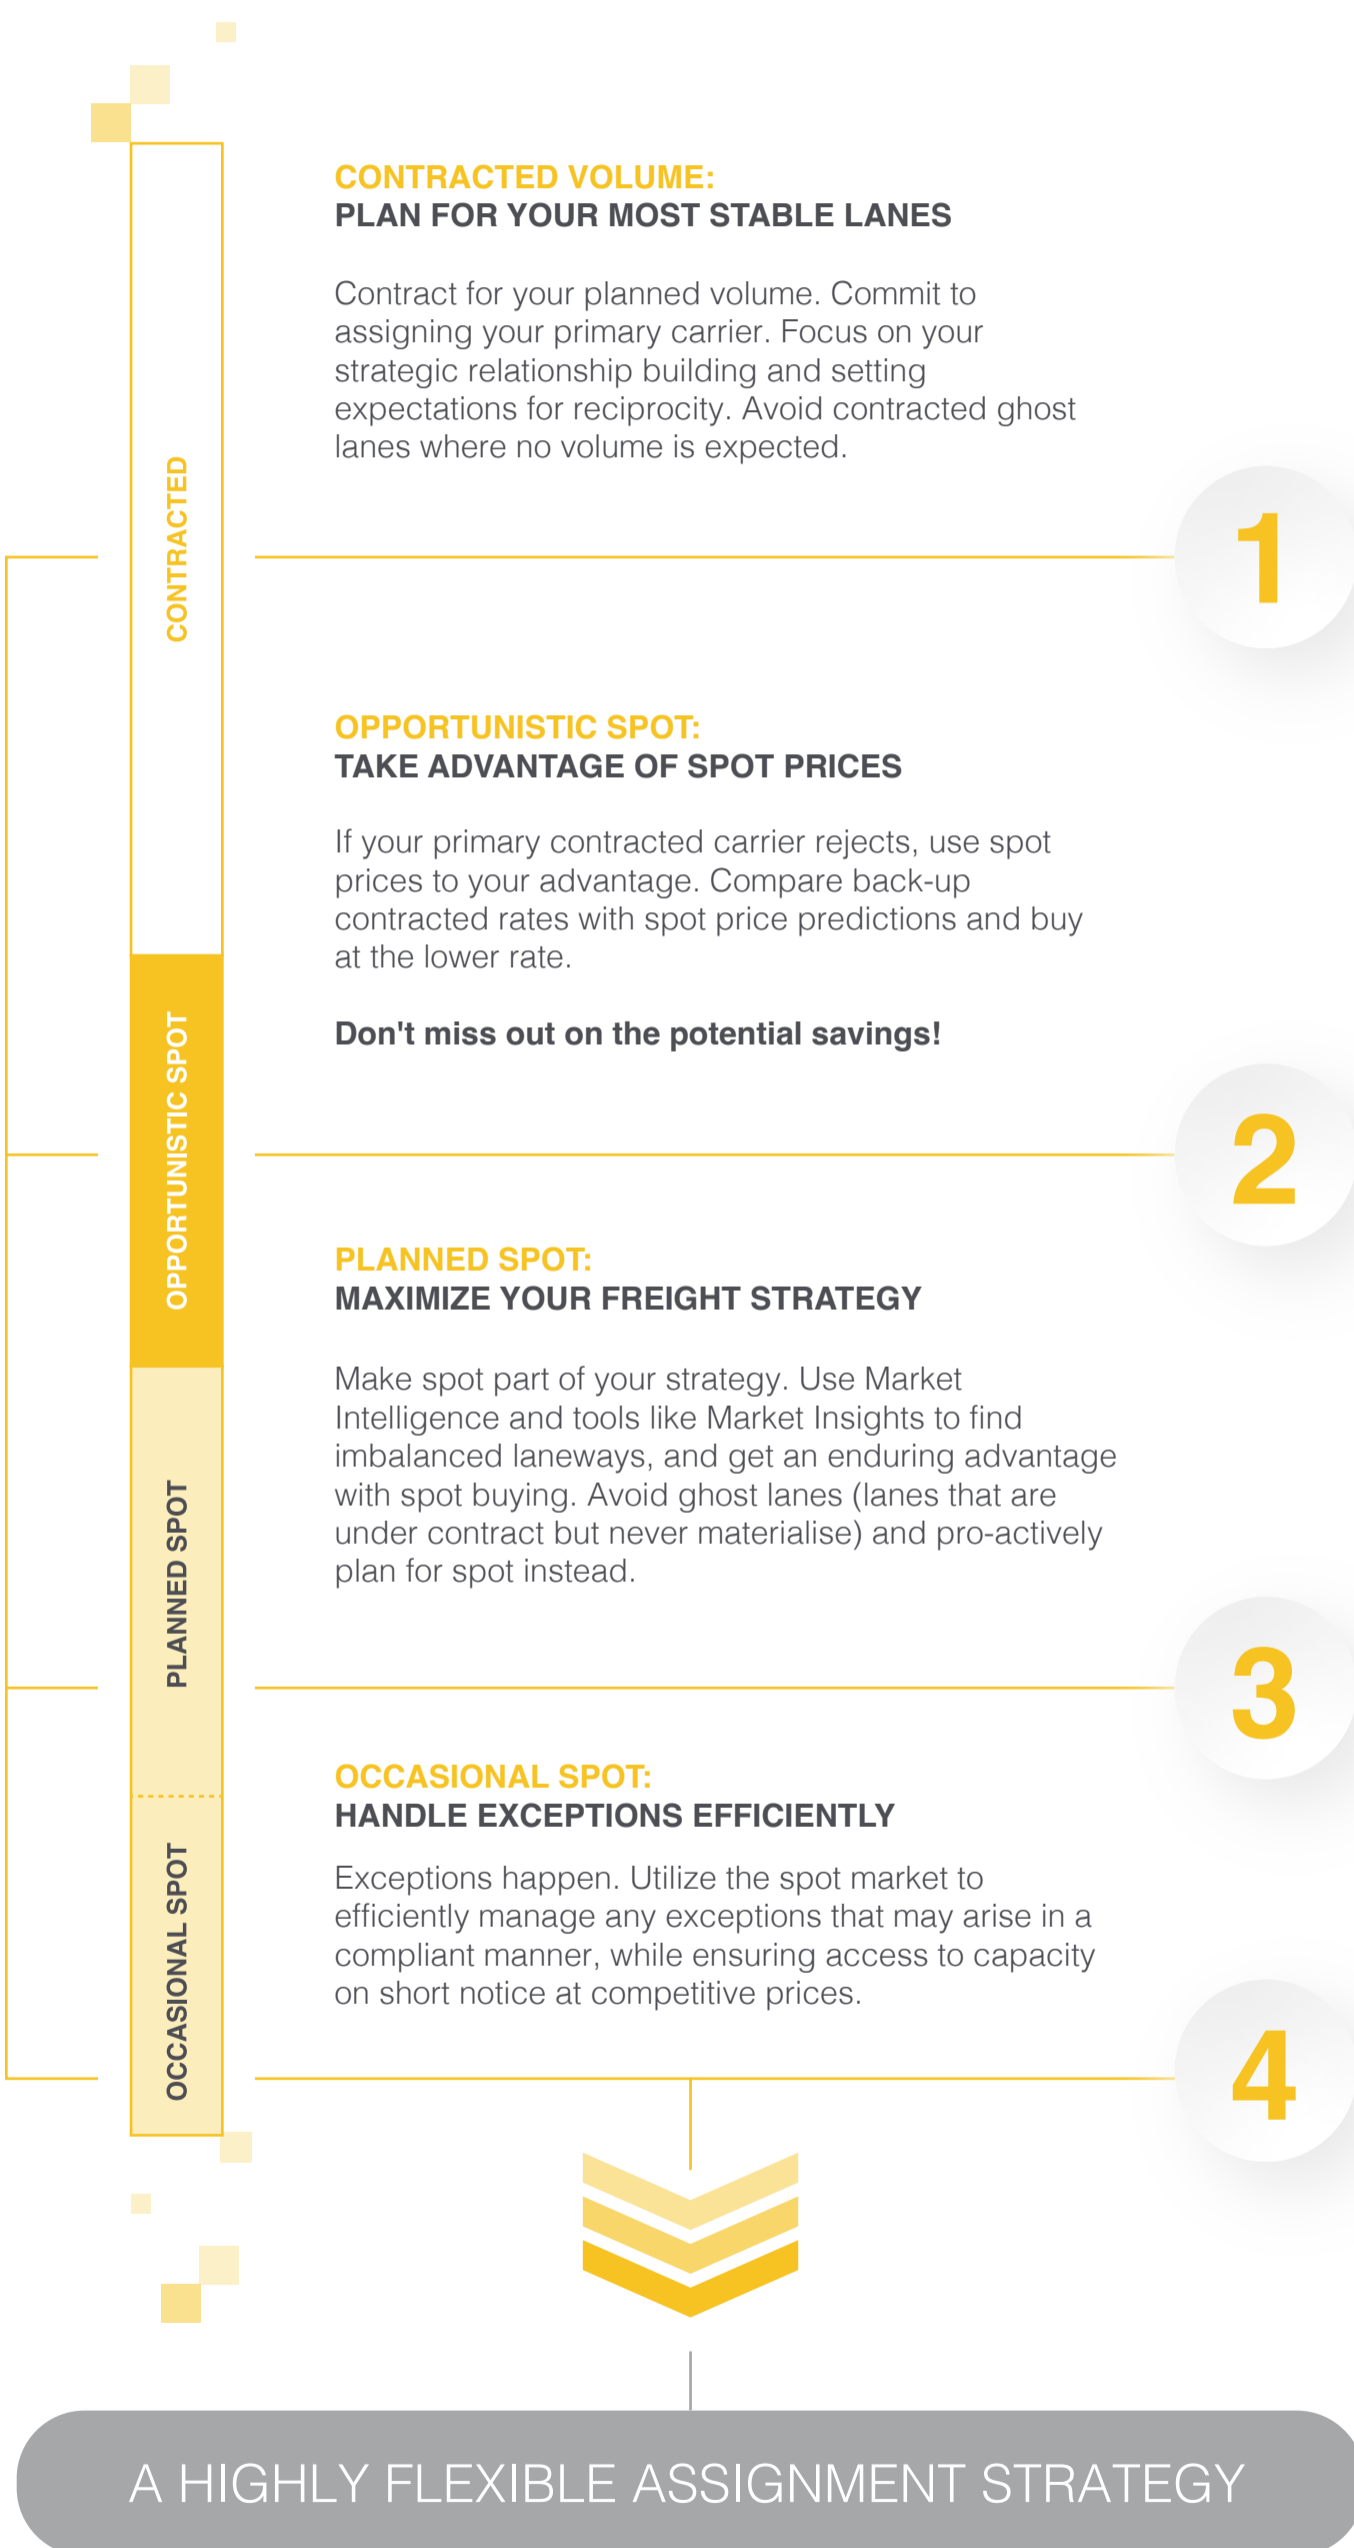 CONTRACTED VOLUME:
PLAN FOR YOUR MOST STABLE LANES
Contract for your planned volume. Commit to
assigning your primary carrier. Focus on your
strategic relationship building and setting
expectations for reciprocity. Avoid contracted ghost
lanes where no volume is expected.
CONTRACTED
1
OPPORTUNISTIC SPOT:
TAKE ADVANTAGE OF SPOT PRICES
If your primary contracted carrier rejects, use spot
prices to your advantage. Compare back-up
contracted rates with spot price predictions and buy
at the lower rate.
Don't miss out on the potential savings!
OPPORTUNISTIC SPOT
2
PLANNED SPOT:
MAXIMIZE YOUR FREIGHT STRATEGY
Make spot part of your strategy. Use Market
Intelligence and tools like Market Insights to find
imbalanced laneways, and get an enduring advantage
with spot buying. Avoid ghost lanes (lanes that are
under contract but never materialise) and pro-actively
plan for spot instead.
PLANNED SPOT
3
OCCASIONAL SPOT:
HANDLE EXCEPTIONS EFFICIENTLY
Exceptions happen. Utilize the spot market to
efficiently manage any exceptions that may arise in a
compliant manner, while ensuring access to capacity
on short notice at competitive prices.
OCCASIONAL SPOT
4
A HIGHLY FLEXIBLE ASSIGNMENT STRATEGY